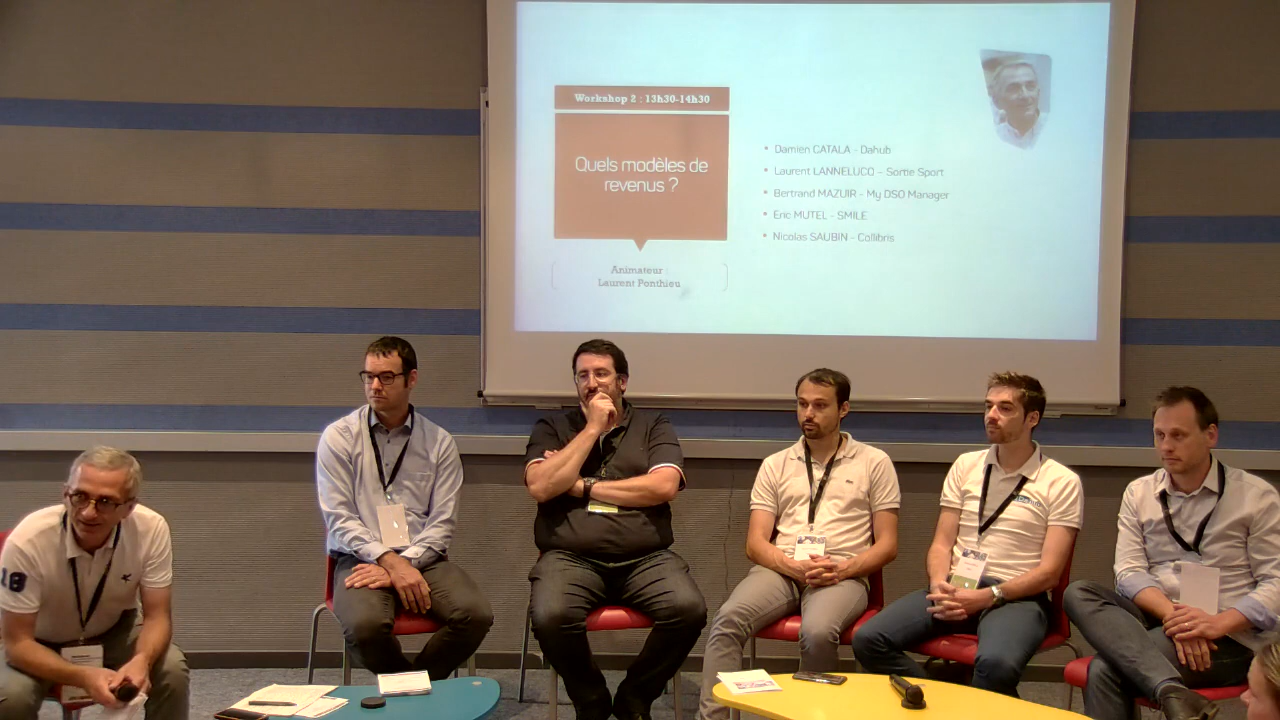 Workshop 2 : 13h30-14h30
Quels modèles de
revenus ?
Animateur :
Laurent Ponthieu
• Damien CATALA - Dahub
• Laurent LANNELUCQ – Sortie Sport
• Bertrand MAZUIR - My DSO Manager
• Eric MUTEL - SMILE
• Nicolas SAUBIN - Collibris
18